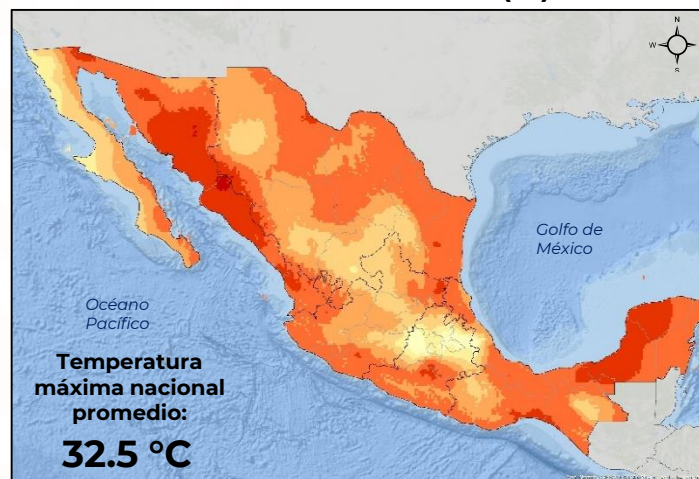 N
W
S
Golfo de
México
Océano
Pacífico
Temperatura
máxima nacional
promedio:
32.5 °C